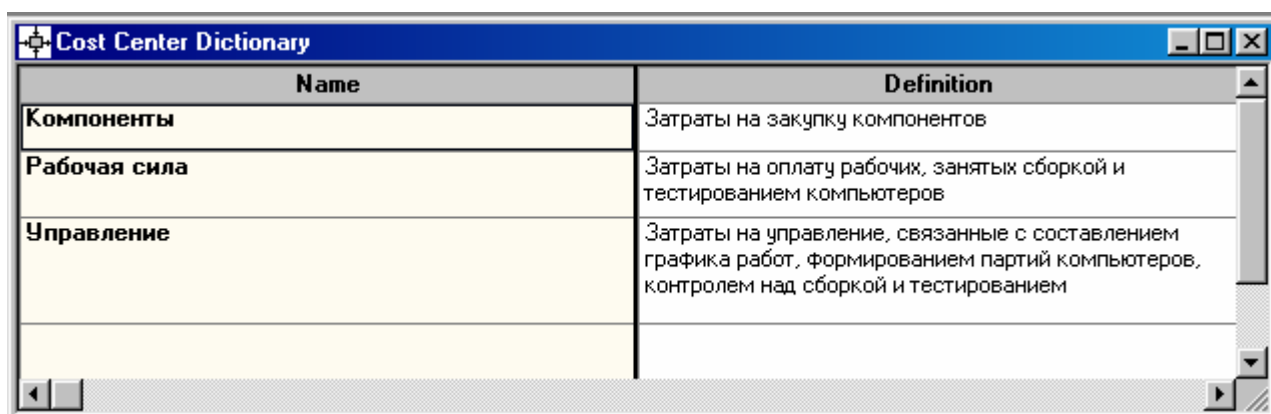 Cost Center Dictionary
Name Definition
Компоненты Затраты на закупку компонентов
Рабочая сила Затраты на оплату рабочих, занятых сборкой и
тестированием компьютеров
Управление Затраты на управление, связанные с составлением
графика работ, формированием партий компьютеров,
контролем над сборкой и тестированием